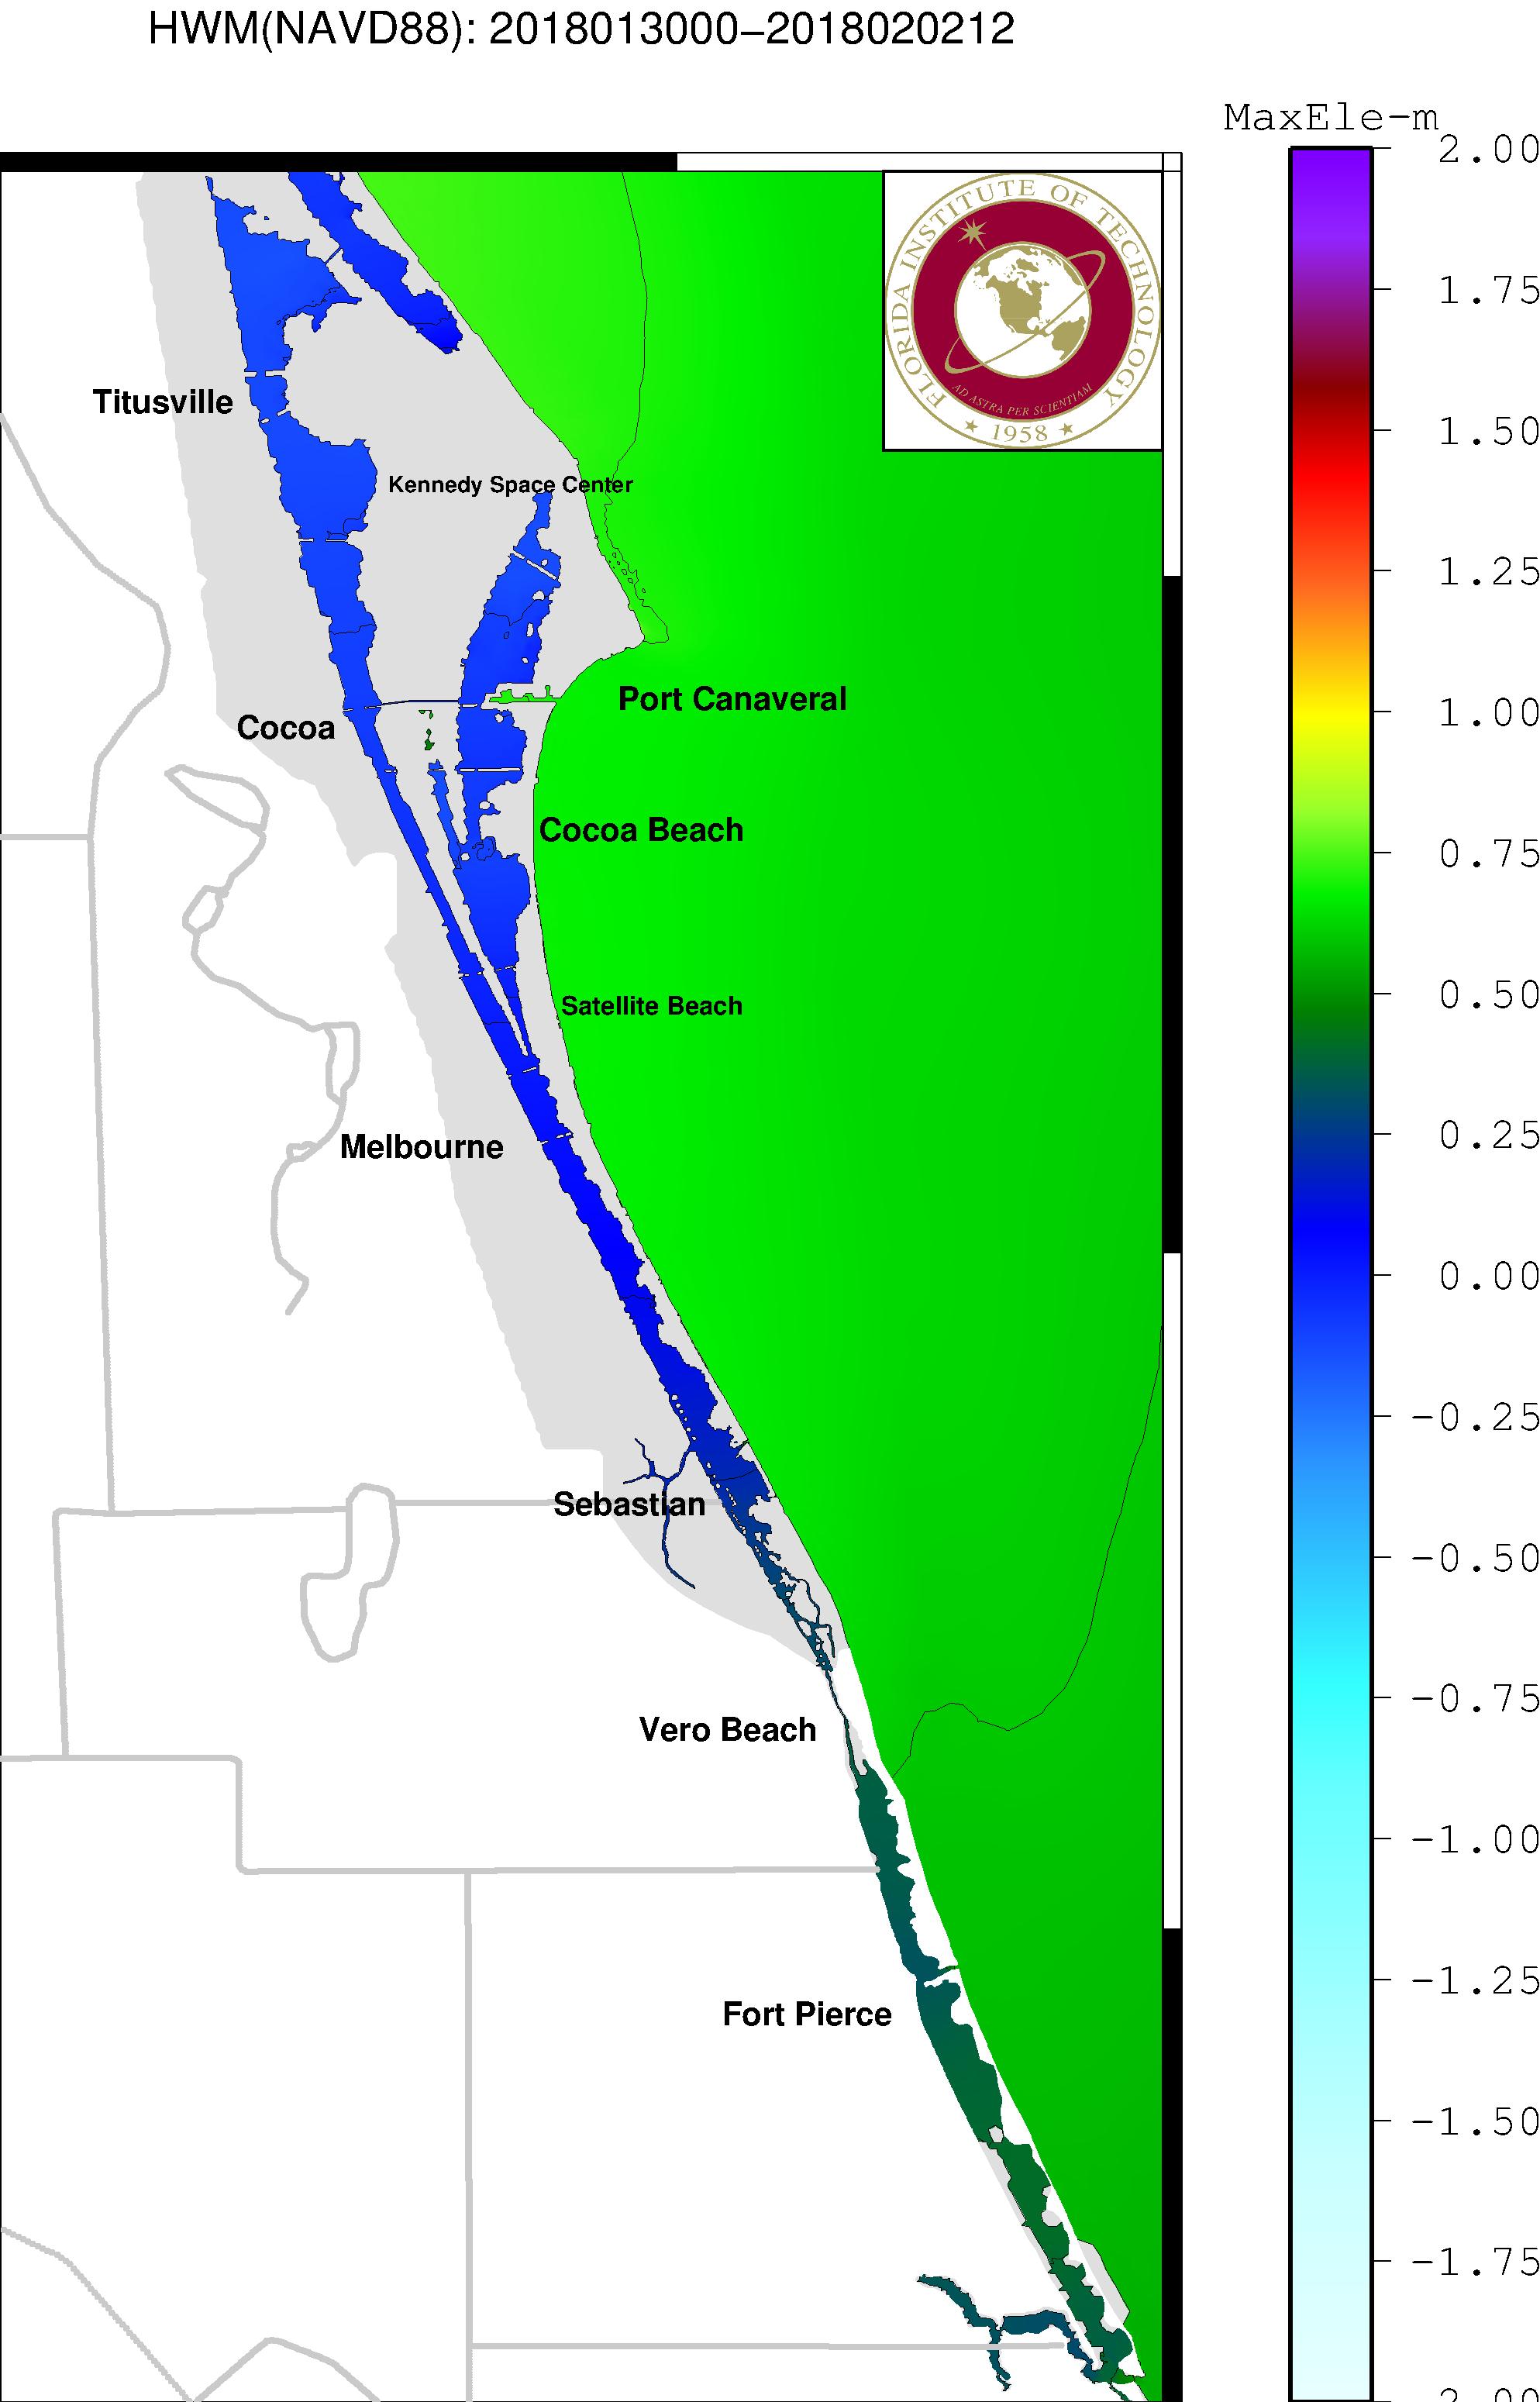 HWM(NAVD88): 2018013000−2018020212
MaxEle-m
2.00
1.75
1.50
1.25
1.00
0.75
0.50
0.25
0.00
-0.25
-0.50
-0.75
-1.00
-1.25
-1.50
-1.75
FLORIDA INSTITUTE OF TECHNOLOGY
AD ASTRA PER SCIENTIAM
1958
Titusville
Kennedy Space Center
Port Canaveral
Cocoa
Cocoa Beach
Satellite Beach
Melbourne
Sebastian
Vero Beach
Fort Pierce